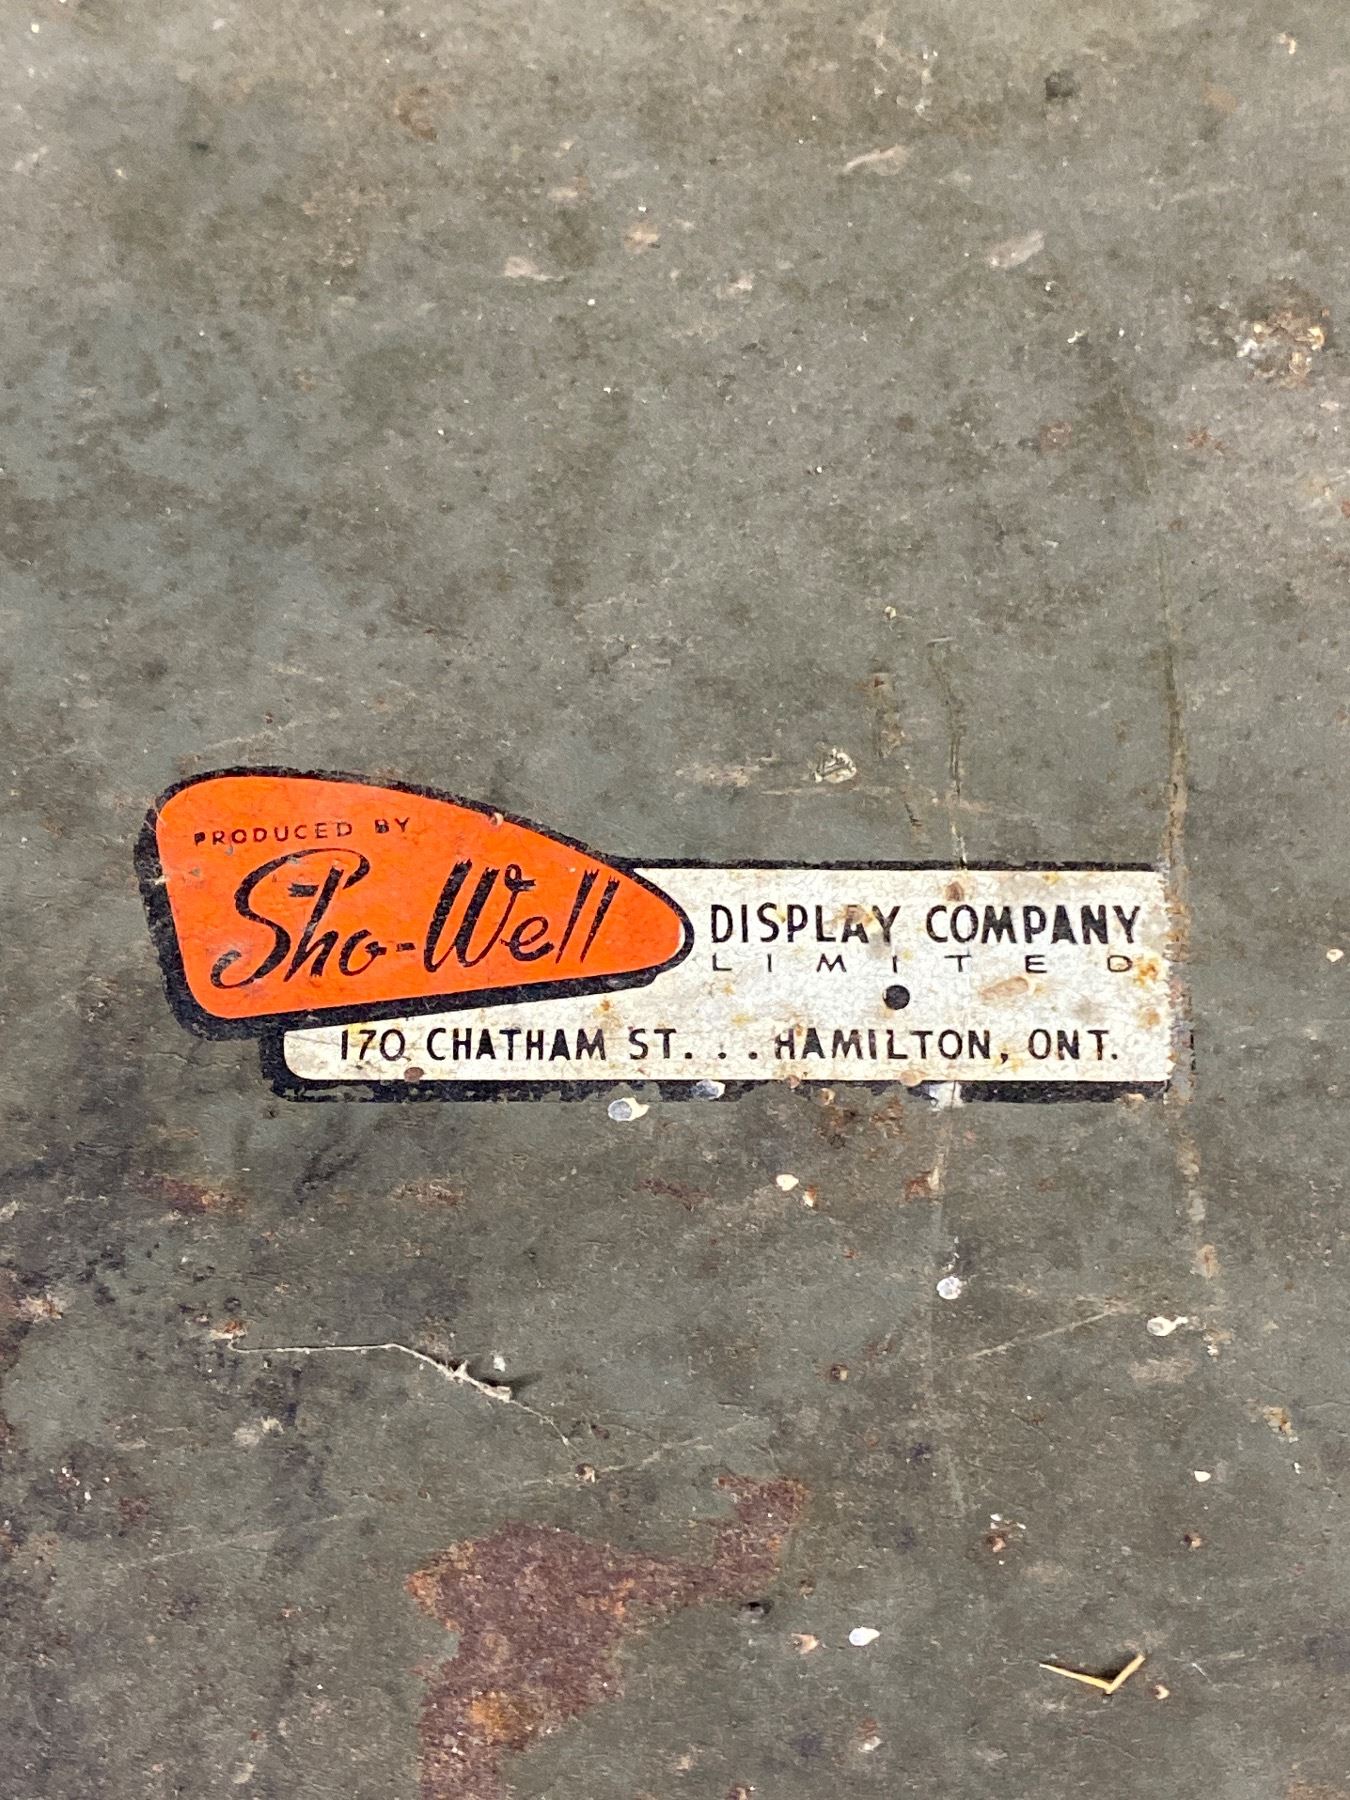 PRODUCED BY
Sho-Well
DISPLAY COMPANY
LIMITED
170 CHATHAM ST. . . HAMILTON, ONT.